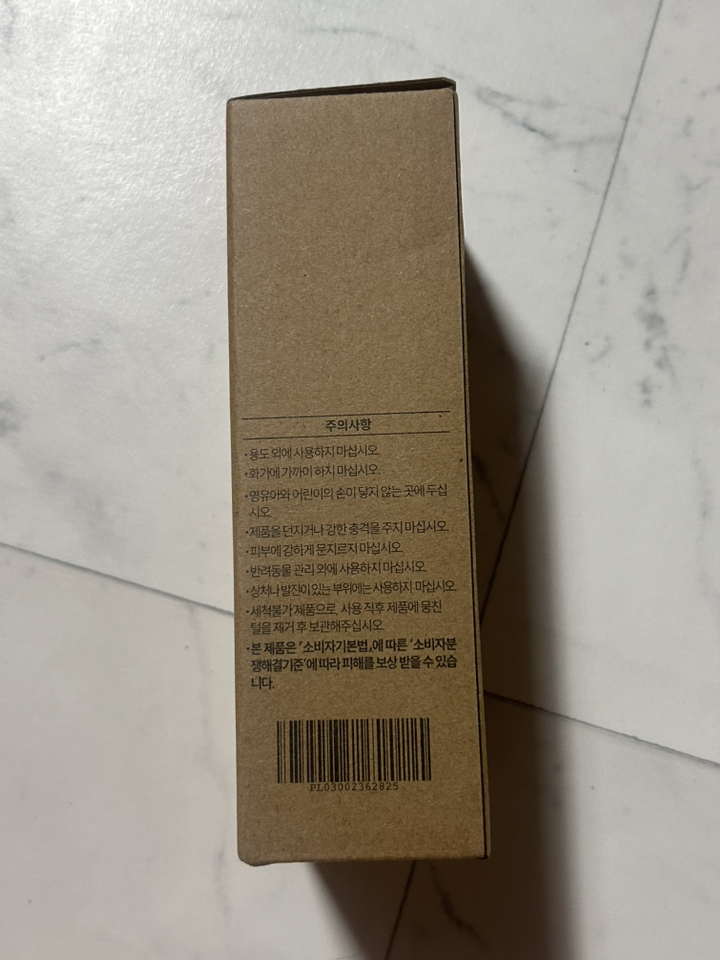 주의사항
• 용도 외에 사용하지 마십시오.
• 화기에 가까이 하지 마십시오.
• 영유아와 어린이의 손이 닿지 않는 곳에 두십
시오.
• 제품을 던지거나 강한 충격을 주지 마십시오.
• 피부에 강하게 문지르지 마십시오.
• 반려동물 관리 외에 사용하지 마십시오.
• 상처나 발진이 있는 부위에는 사용하지 마십시오.
• 세척불가 제품으로, 사용 직후 제품에 뭉친
털을 제거 후 보관해주십시오.
• 본 제품은 「소비자기본법」에 따른 ‘소비자분
쟁해결기준’에 따라 피해를 보상 받을 수 있습
니다.
PL03002362825